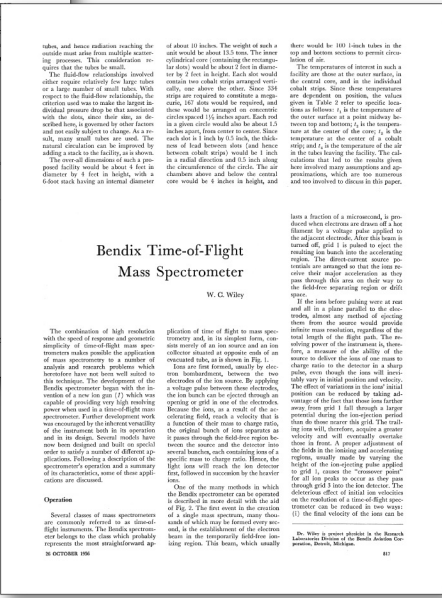 tubes, and hence radiation reaching the
outside must arise from multiple scatter-
ing processes. This consideration re-
quires that the tubes be small.
The fluid-flow relationships involved
either require relatively few large tubes
or a large number of small tubes. With
respect to the fluid-flow relationship, the
criterion used was to make the largest in-
dividual pressure drop be that associated
with the slots, since their size, as de-
scribed here, is governed by other factors
and not easily subject to change. As a re-
sult, many small tubes are used. The
natural circulation can be improved by
adding a stack to the facility, as is shown.
The over-all dimensions of such a pro-
posed facility would be about 4 feet in
diameter by 4 feet in height, with a
6-foot stack having an internal diameter
of about 10 inches. The weight of such a
unit would be about 13.5 tons. The inner
cylindrical core (containing the rectangu-
lar slots) would be about 2 feet in diame-
ter by 2 feet in height. Each slot would
contain two cobalt strips arranged verti-
cally, one above the other. Since 334
strips are required to constitute a mega-
curie, 167 slots would be required, and
these would be arranged on concentric
circles spaced 1½ inches apart. Each rod
in a given circle would also be about 1.5
inches apart, from center to center. Since
each slot is 1 inch by 0.5 inch, the thick-
ness of lead between slots (and hence
between cobalt strips) would be 1 inch
in a radial direction and 0.5 inch along
the circumference of the circle. The air
chambers above and below the central
core would be 4 inches in height, and
there would be 100 1-inch tubes in the
top and bottom sections to permit circu-
lation of air.
The temperatures of interest in such a
facility are those at the outer surface, in
the central core, and in the individual
cobalt strips. Since these temperatures
are dependent on position, the values
given in Table 2 refer to specific loca-
tions as follows: t₁ is the temperature of
the outer surface at a point midway be-
tween top and bottom; t₂ is the tempera-
ture at the center of the core; t₃ is the
temperature at the center of a cobalt
strip; and t₄ is the temperature of the air
in the tubes leaving the facility. The cal-
culations that led to the results given
here involved many assumptions and ap-
proximations, which are too numerous
and too involved to discuss in this paper.
Bendix Time-of-Flight
Mass Spectrometer
W. C. Wiley
The combination of high resolution
with the speed of response and geometric
simplicity of time-of-flight mass spec-
trometers makes possible the application
of mass spectrometry to a number of
analysis and research problems which
heretofore have not been well suited to
this technique. The development of the
Bendix spectrometer began with the in-
vention of a new ion gun (1) which was
capable of providing very high resolving
power when used in a time-of-flight mass
spectrometer. Further development work
was encouraged by the inherent versatility
of the instrument both in its operation
and in its design. Several models have
now been designed and built on special
order to satisfy a number of different ap-
plications. Following a description of the
spectrometer's operation and a summary
of its characteristics, some of these appli-
cations are discussed.
Operation
Several classes of mass spectrometers
are commonly referred to as time-of-
flight instruments. The Bendix spectrom-
eter belongs to the class which probably
represents the most straightforward ap-
plication of time of flight to mass spec-
trometry and, in its simplest form, con-
sists merely of an ion source and an ion
collector situated at opposite ends of an
evacuated tube, as is shown in Fig. 1.
Ions are first formed, usually by elec-
tron bombardment, between the two
electrodes of the ion source. By applying
a voltage pulse between these electrodes,
the ion bunch can be ejected through an
opening or grid in one of the electrodes.
Because the ions, as a result of the ac-
celerating field, reach a velocity that is
a function of their mass to charge ratio,
the original bunch of ions separates as
it passes through the field-free region be-
tween the source and the detector into
several bunches, each containing ions of a
specific mass to charge ratio. Hence, the
light ions will reach the ion detector
first, followed in succession by the heavier
ions.
One of the many methods in which
the Bendix spectrometer can be operated
is described in more detail with the aid
of Fig. 2. The first event in the creation
of a single mass spectrum, many thou-
sands of which may be formed every sec-
ond, is the establishment of the electron
beam in the temporarily field-free ion-
izing region. This beam, which usually
lasts a fraction of a microsecond, is pro-
duced when electrons are drawn off a hot
filament by a voltage pulse applied to
the adjacent electrode. After this beam is
turned off, grid 1 is pulsed to eject the
resulting ion bunch into the accelerating
region. The direct-current source po-
tentials are arranged so that the ions re-
ceive their major acceleration as they
pass through this area on their way to
the field-free separating region or drift
space.
If the ions before pulsing were at rest
and all in a plane parallel to the elec-
trodes, almost any method of ejecting
them from the source would provide
infinite mass resolution, regardless of the
total length of the flight path. The re-
solving power of the instrument is, there-
fore, a measure of the ability of the
source to deliver the ions of one mass to
charge ratio to the detector in a sharp
pulse, even though the ions will inevi-
tably vary in initial position and velocity.
The effect of variations in the ions' initial
position can be reduced by taking ad-
vantage of the fact that those ions farther
away from grid 1 fall through a larger
potential during the ion-ejection period
than do those nearer this grid. The trail-
ing ions will, therefore, acquire a greater
velocity and will eventually overtake
those in front. A proper adjustment of
the fields in the ionizing and accelerating
regions, usually made by varying the
height of the ion-ejecting pulse applied
to grid 1, causes the "crossover point"
for all ion peaks to occur as they pass
through grid 3 into the ion detector. The
deleterious effect of initial ion velocities
on the resolution of a time-of-flight spec-
trometer can be reduced in two ways:
(i) the final velocity of the ions can be
Dr. Wiley is project physicist in the Research
Laboratories Division of the Bendix Aviation Cor-
poration, Detroit, Michigan.
26 OCTOBER 1956
817